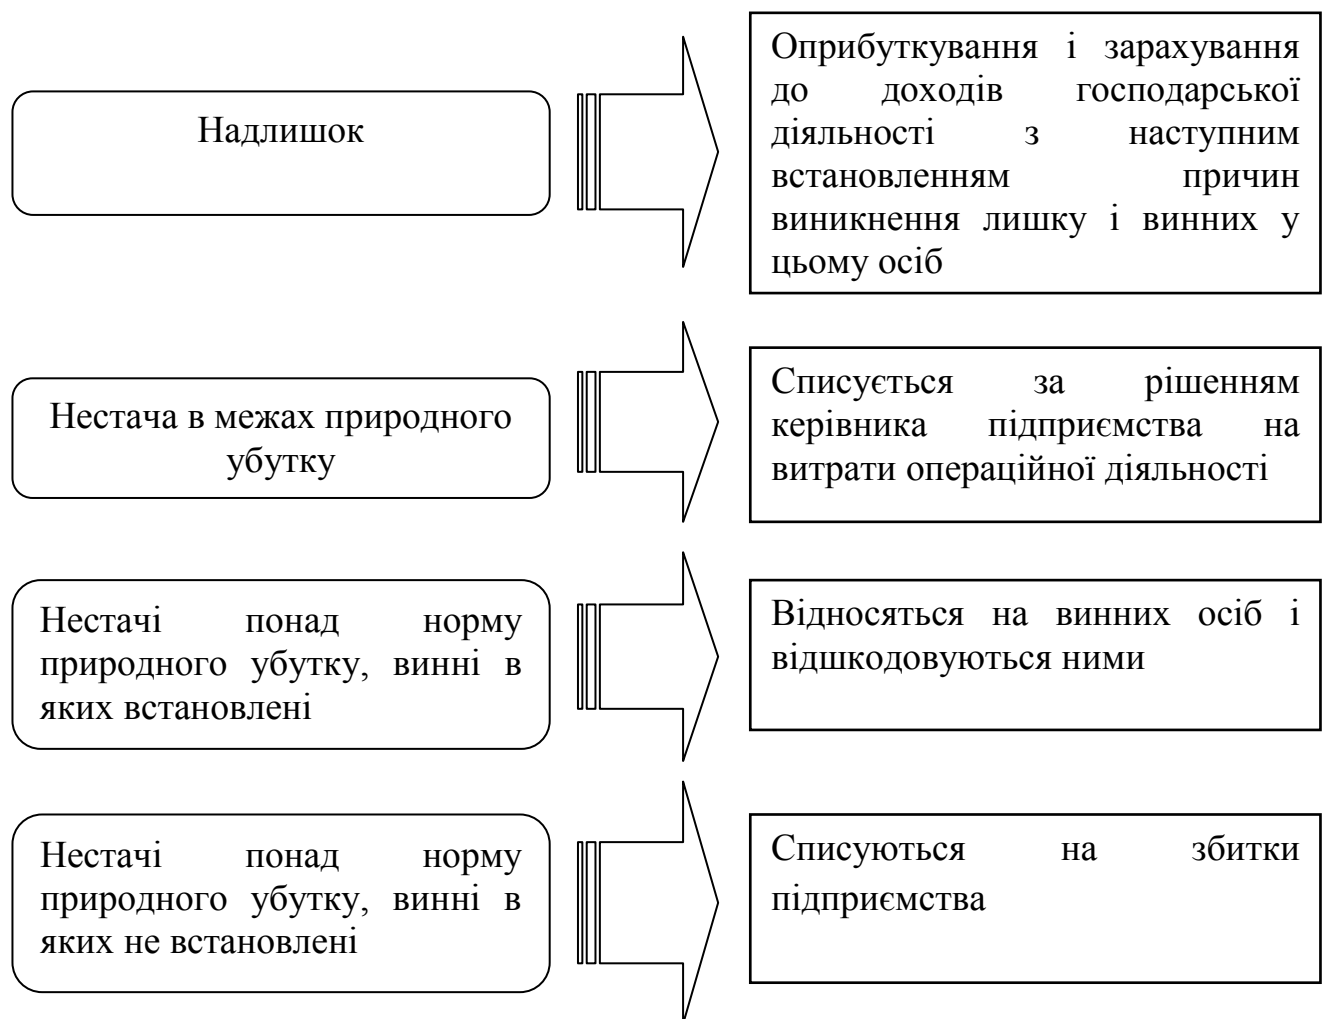 Надлишок
Оприбуткування і зарахування
до доходів господарської
діяльності з наступним
встановленням причин
виникнення лишку і винних у
цьому осіб
Нестача в межах природного
убутку
Списується за рішенням
керівника підприємства на
витрати операційної діяльності
Нестачі понад норму
природного убутку, винні в
яких встановлені
Відносяться на винних осіб і
відшкодовуються ними
Нестачі понад норму
природного убутку, винні в
яких не встановлені
Списуються на збитки
підприємства